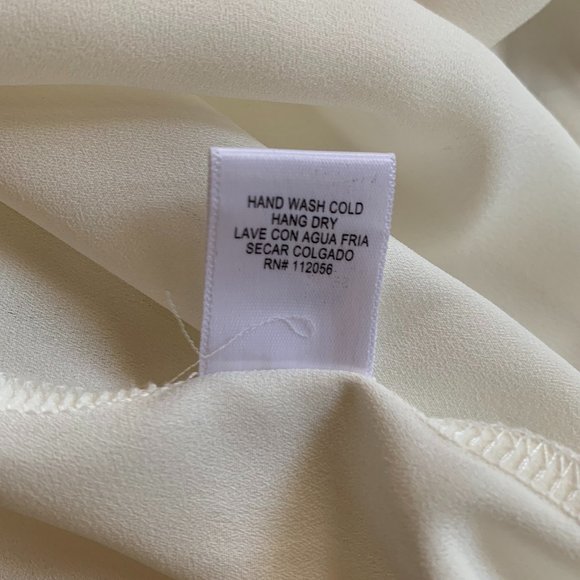 HAND WASH COLD
HANG DRY
LAVE CON AGUA FRIA
SECAR COLGADO
RN# 112056